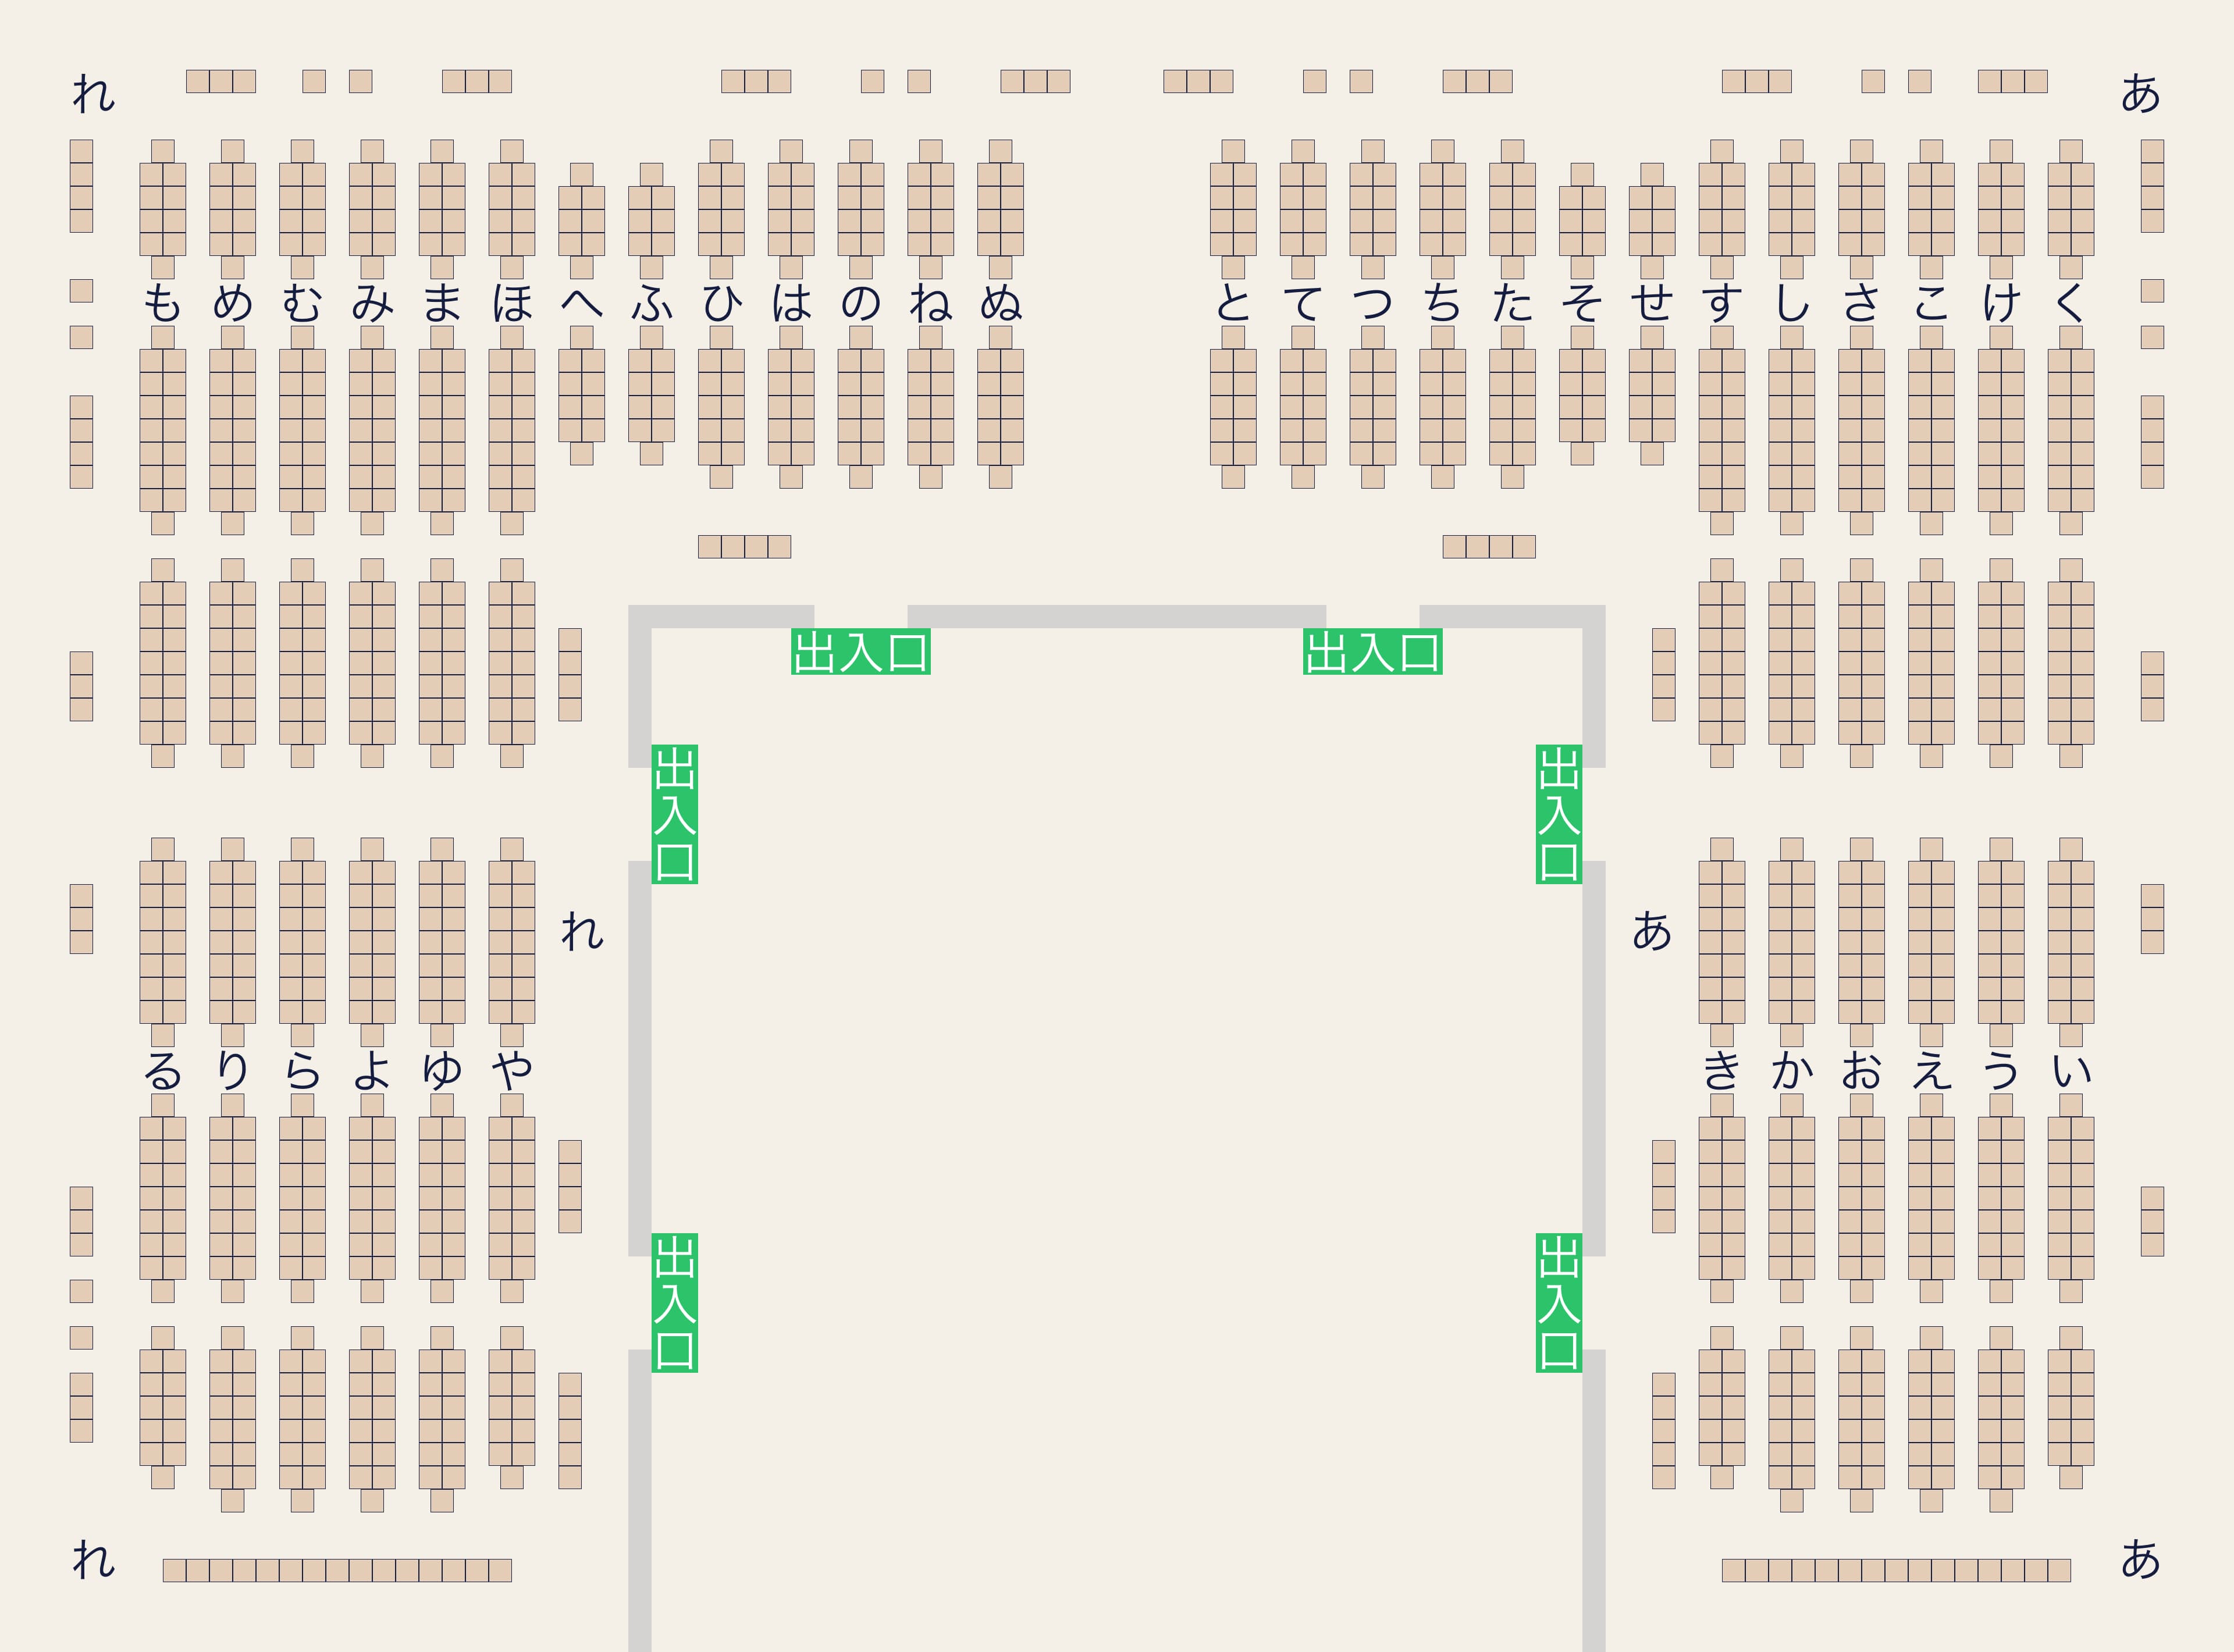 れ
あ
もめむみまほへふひはのねぬ
とてつちたそせすしさこけく
出入口
出入口
出入口
出入口
れ
あ
るりらよゆや
きかおえうい
出入口
出入口
れ
あ